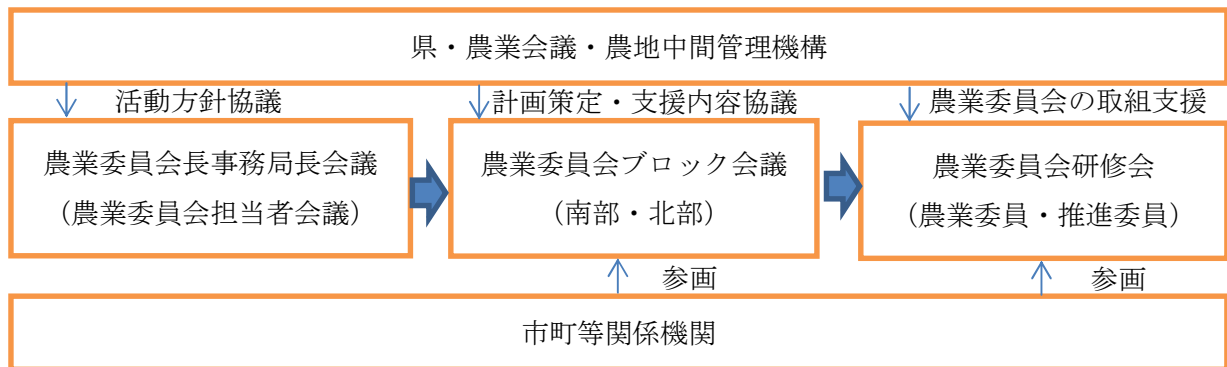 県・農業会議・農地中間管理機構
活動方針協議
計画策定・支援内容協議
農業委員会の取組支援
農業委員会長事務局長会議
（農業委員会担当者会議）
農業委員会ブロック会議
（南部・北部）
農業委員会研修会
（農業委員・推進委員）
参画
参画
市町等関係機関